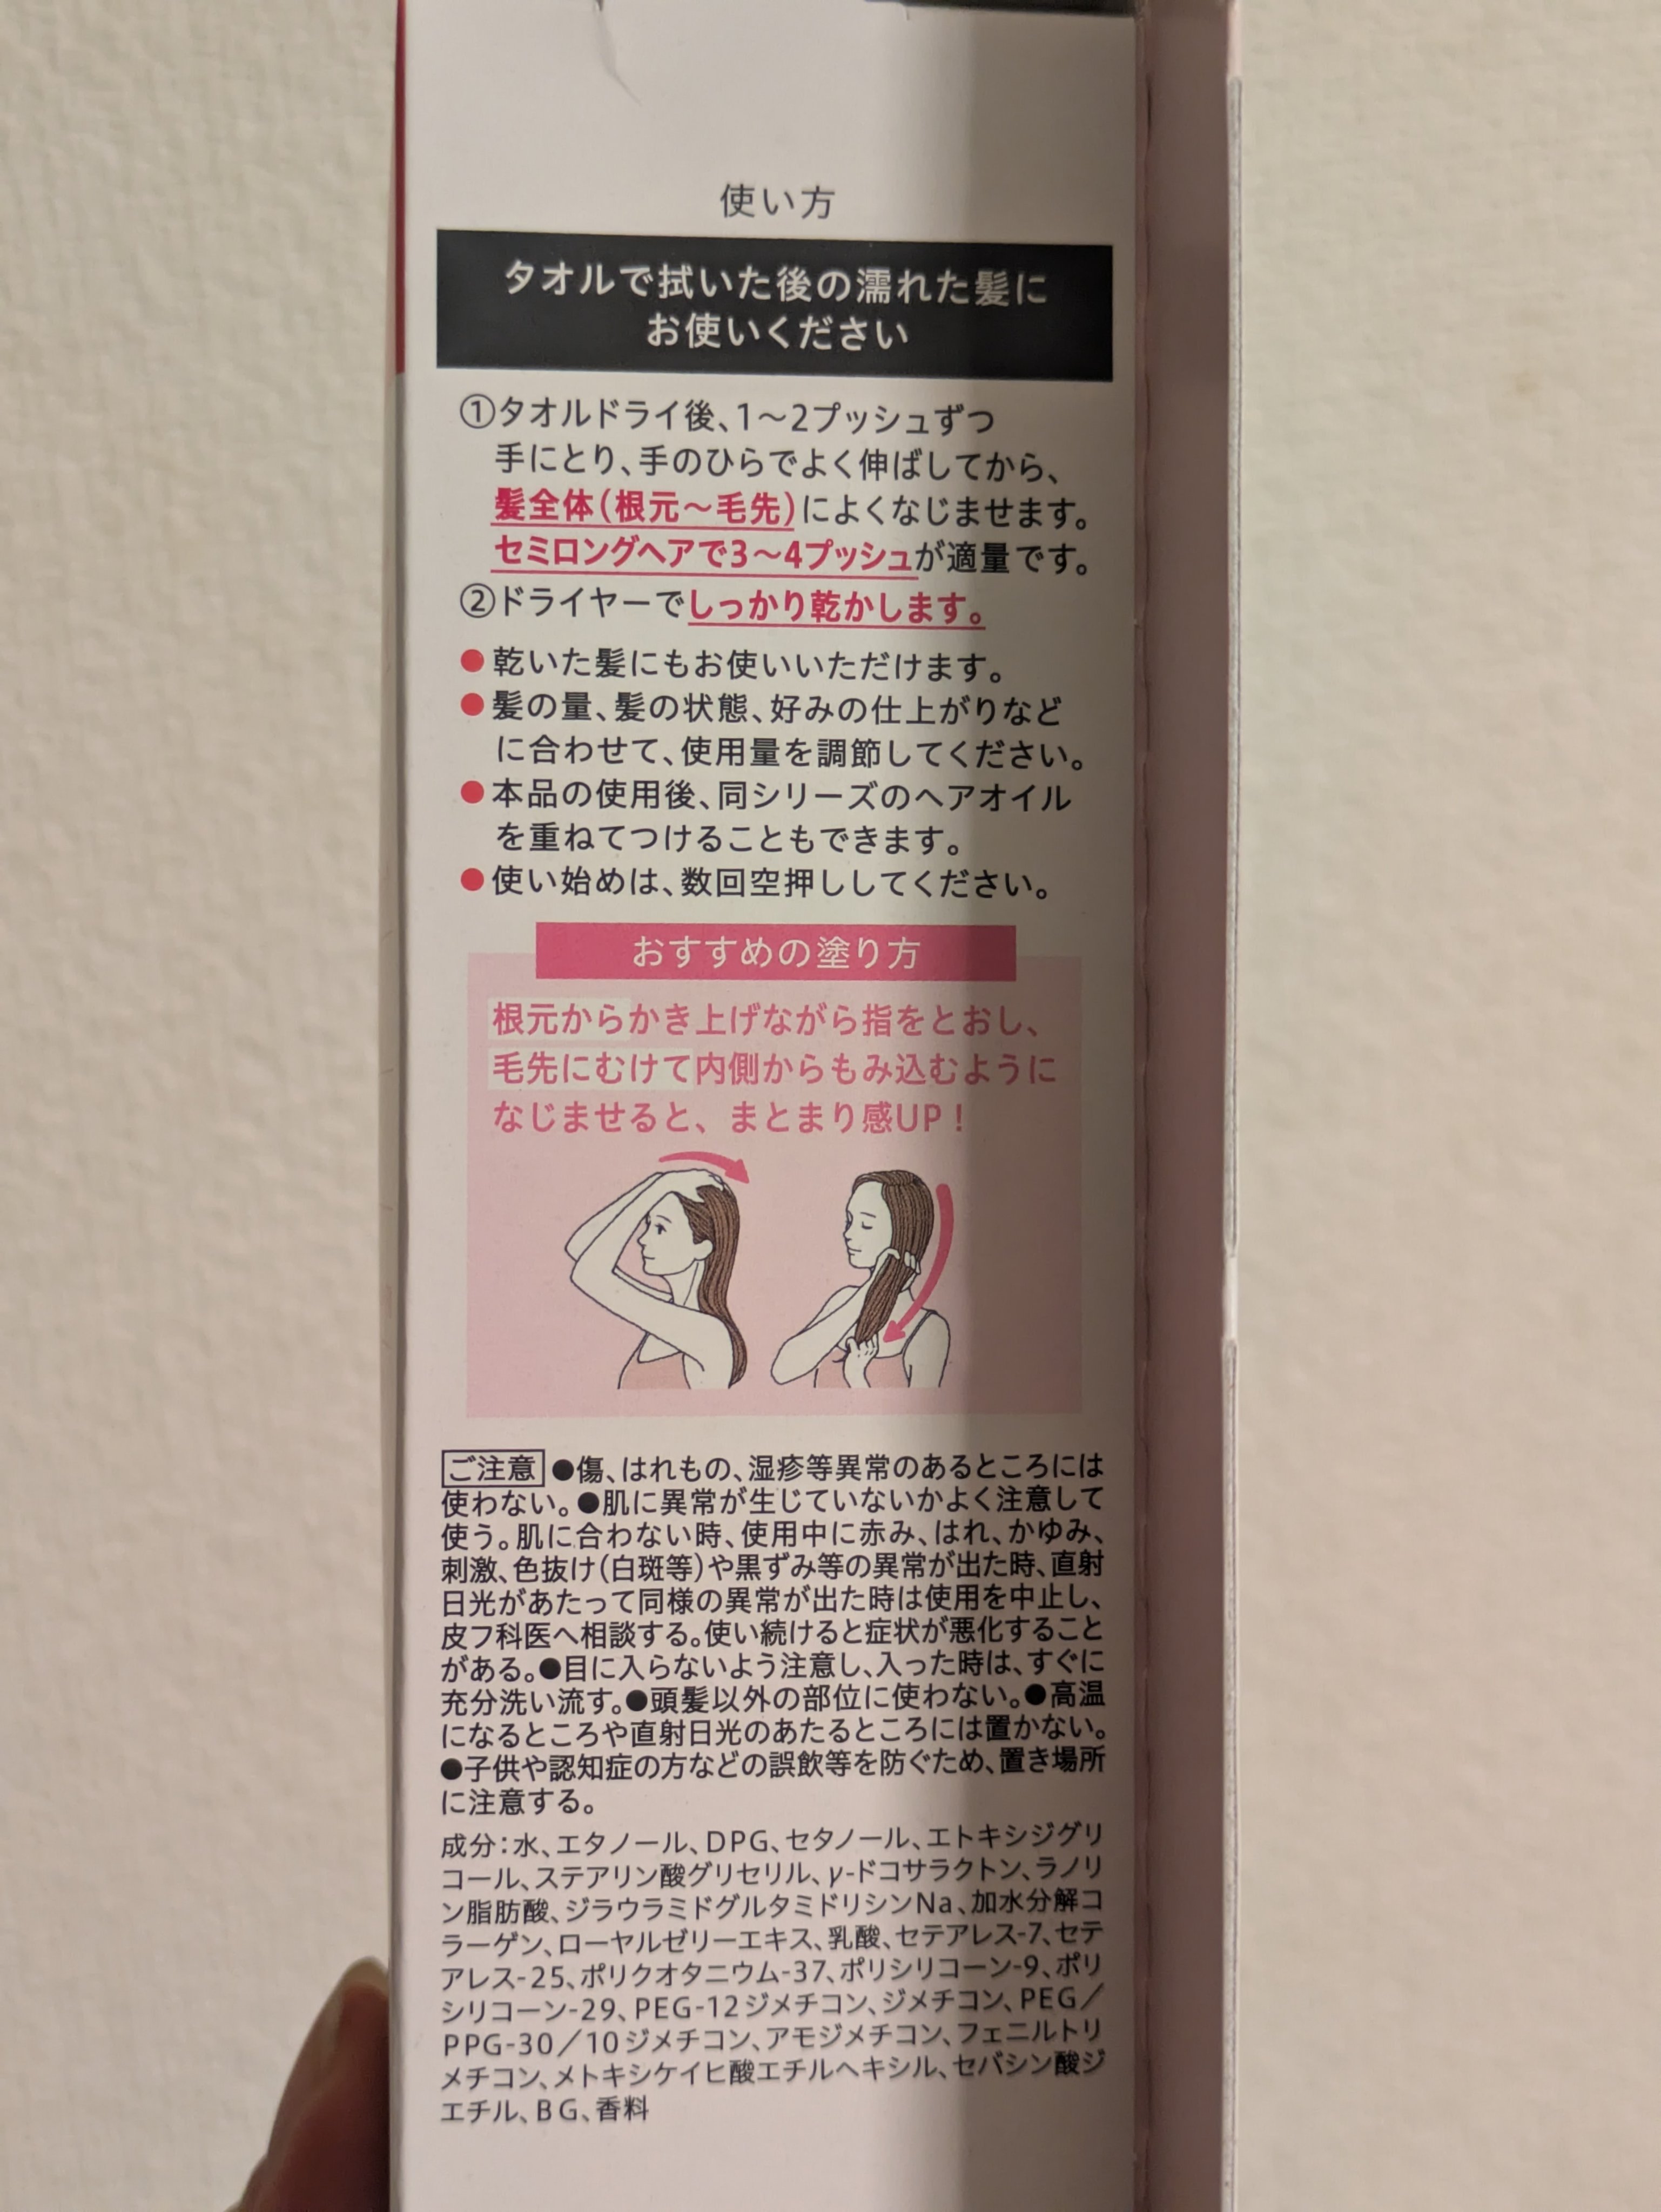 使い方
タオルで拭いた後の濡れた髪に
お使いください
①タオルドライ後、1〜2プッシュずつ
手にとり、手のひらでよく伸ばしてから、
髪全体(根元〜毛先)によくなじませます。
セミロングヘアで3〜4プッシュが適量です。
②ドライヤーでしっかり乾かします。
●乾いた髪にもお使いいただけます。
●髪の量、髪の状態、好みの仕上がりなど
に合わせて、使用量を調節してください。
●本品の使用後、同シリーズのヘアオイル
を重ねてつけることもできます。
●使い始めは、数回空押ししてください。
おすすめの塗り方
根元からかき上げながら指をとおし、
毛先にむけて内側からもみ込むように
なじませると、まとまり感UP！
ご注意 ●傷、はれもの、湿疹等異常のあるところには
使わない。●肌に異常が生じていないかよく注意して
使う。肌に合わない時、使用中に赤み、はれ、かゆみ、
刺激、色抜け(白斑等)や黒ずみ等の異常が出た時、直射
日光があたって同様の異常が出た時は使用を中止し、
皮フ科医へ相談する。使い続けると症状が悪化すること
がある。●目に入らないよう注意し、入った時は、すぐに
充分洗い流す。●頭髪以外の部位に使わない。●高温
になるところや直射日光のあたるところには置かない。
●子供や認知症の方などの誤飲等を防ぐため、置き場所
に注意する。
成分：水、エタノール、DPG、セタノール、エトキシジグリ
コール、ステアリン酸グリセリル、γ-ドコサラクトン、ラノリ
ン脂肪酸、ジラウラミドグルタミドリシンNa、加水分解コ
ラーゲン、ローヤルゼリーエキス、乳酸、セテアレス-7、セテ
アレス-25、ポリクオタニウム-37、ポリシリコーン-9、ポリ
シリコーン-29、PEG-12ジメチコン、ジメチコン、PEG／
PPG-30／10ジメチコン、アモジメチコン、フェニルトリ
メチコン、メトキシケイヒ酸エチルヘキシル、セバシン酸ジ
エチル、BG、香料